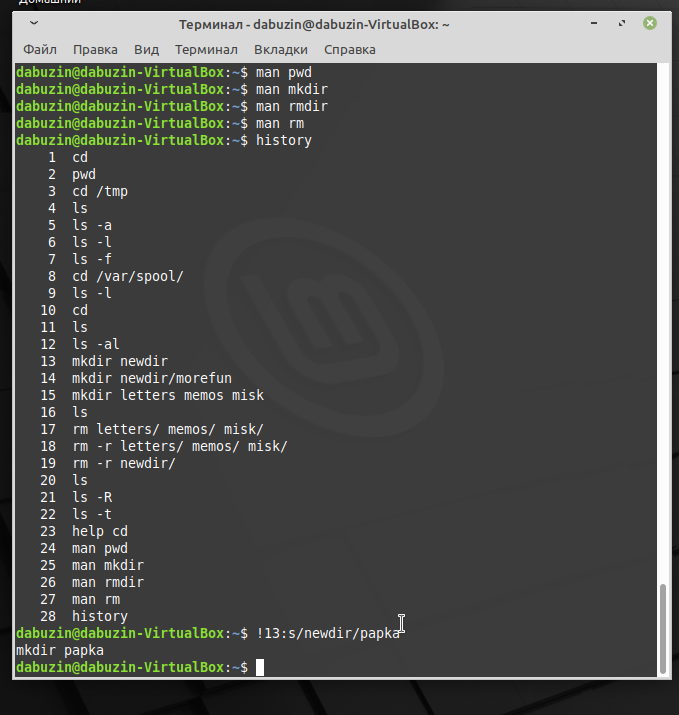 Домашний
Терминал - dabuzin@dabuzin-VirtualBox: ~
Файл Правка Вид Терминал Вкладки Справка
dabuzin@dabuzin-VirtualBox:~$ man pwd
dabuzin@dabuzin-VirtualBox:~$ man mkdir
dabuzin@dabuzin-VirtualBox:~$ man rmdir
dabuzin@dabuzin-VirtualBox:~$ man rm
dabuzin@dabuzin-VirtualBox:~$ history
1 cd
2 pwd
3 cd /tmp
4 ls
5 ls -a
6 ls -l
7 ls -f
8 cd /var/spool/
9 ls -l
10 cd
11 ls
12 ls -al
13 mkdir newdir
14 mkdir newdir/morefun
15 mkdir letters memos misk
16 ls
17 rm letters/ memos/ misk/
18 rm -r letters/ memos/ misk/
19 rm -r newdir/
20 ls
21 ls -R
22 ls -t
23 help cd
24 man pwd
25 man mkdir
26 man rmdir
27 man rm
28 history
dabuzin@dabuzin-VirtualBox:~$ !13:s/newdir/papka
mkdir papka
dabuzin@dabuzin-VirtualBox:~$